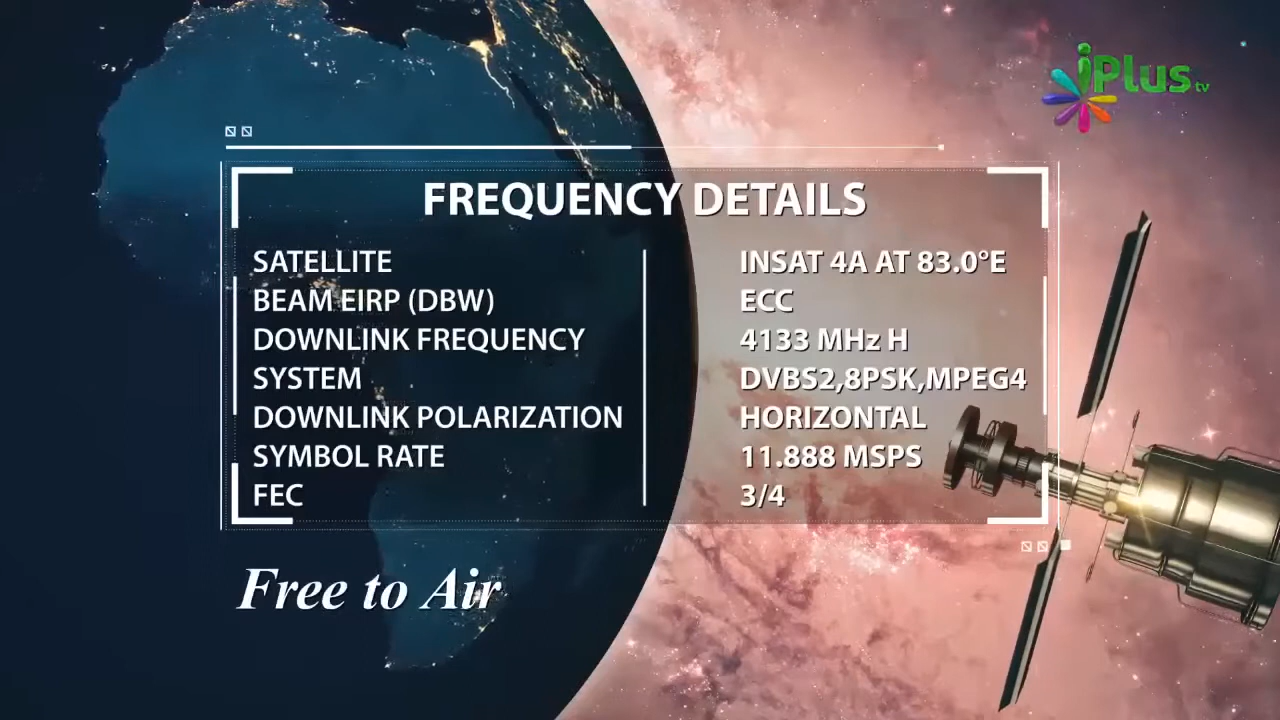 iPlus tv
FREQUENCY DETAILS
SATELLITE INSAT 4A AT 83.0°E
BEAM EIRP (DBW) ECC
DOWNLINK FREQUENCY 4133 MHz H
SYSTEM DVBS2,8PSK,MPEG4
DOWNLINK POLARIZATION HORIZONTAL
SYMBOL RATE 11.888 MSPS
FEC 3/4
Free to Air